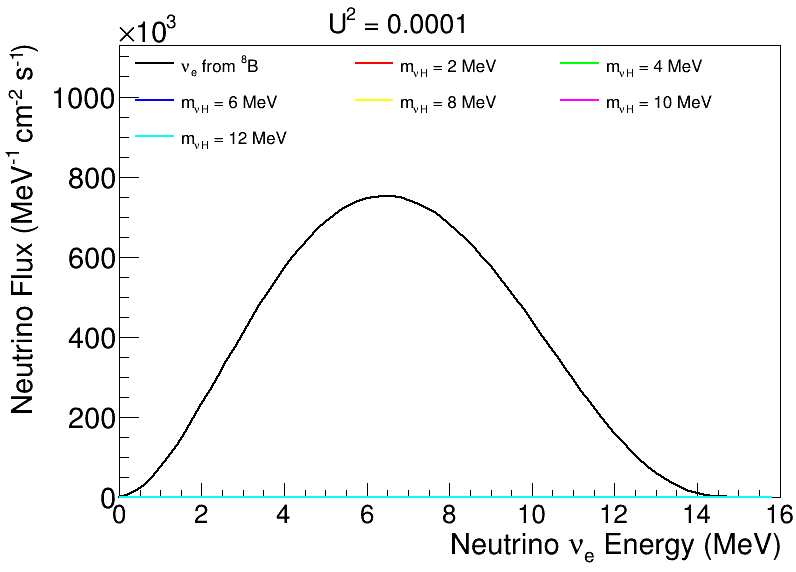 U² = 0.0001
×10³
νₑ from ⁸B
m_νH = 2 MeV
m_νH = 4 MeV
m_νH = 6 MeV
m_νH = 8 MeV
m_νH = 10 MeV
m_νH = 12 MeV
Neutrino Flux (MeV⁻¹ cm⁻² s⁻¹)
1000
800
600
400
200
0
0 2 4 6 8 10 12 14 16
Neutrino νₑ Energy (MeV)